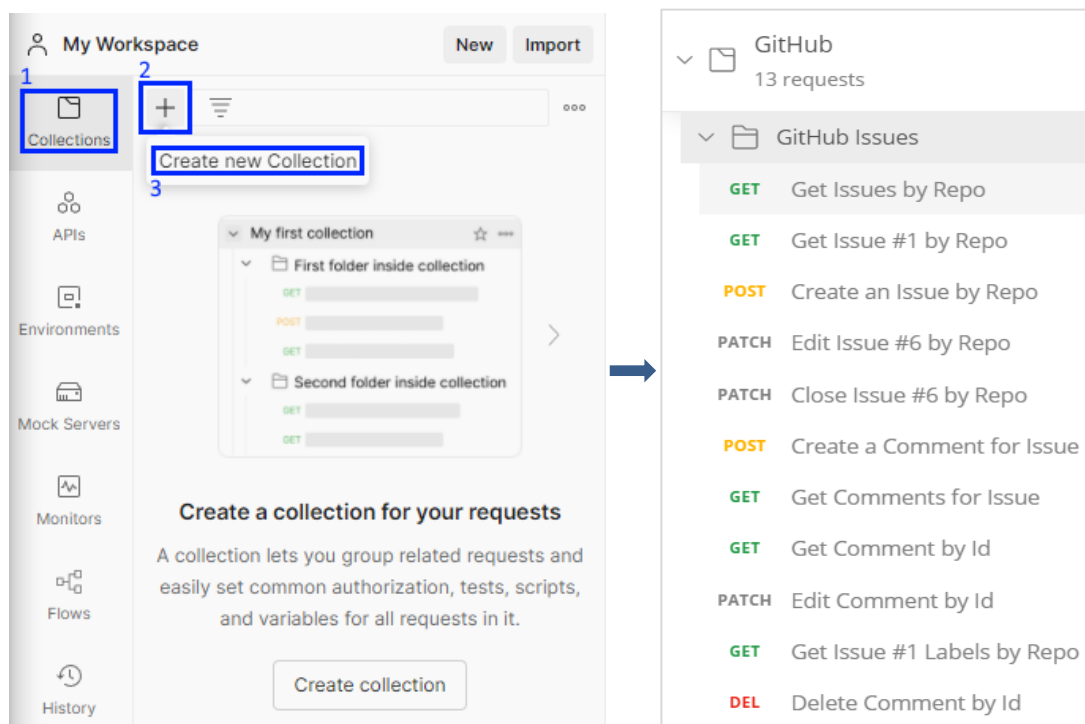 My Workspace
New
Import
1
2
Collections
Create new Collection
3
APIs
Environments
Mock Servers
Monitors
Flows
History
My first collection
First folder inside collection
GET
POST
GET
Second folder inside collection
GET
GET
Create a collection for your requests
A collection lets you group related requests and
easily set common authorization, tests, scripts,
and variables for all requests in it.
Create collection
GitHub
13 requests
GitHub Issues
GET Get Issues by Repo
GET Get Issue #1 by Repo
POST Create an Issue by Repo
PATCH Edit Issue #6 by Repo
PATCH Close Issue #6 by Repo
POST Create a Comment for Issue
GET Get Comments for Issue
GET Get Comment by Id
PATCH Edit Comment by Id
GET Get Issue #1 Labels by Repo
DEL Delete Comment by Id